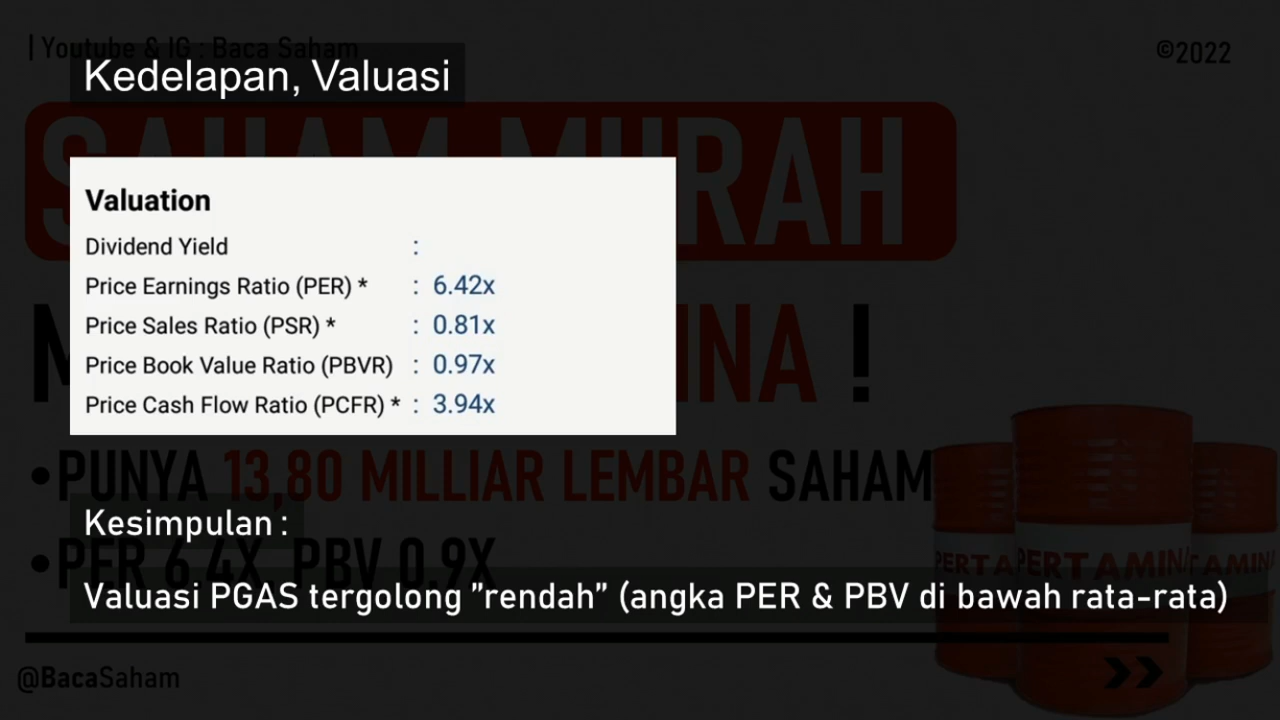 | Youtube & IG : Baca Saham
©2022
Kedelapan, Valuasi
SAHAM MURAH
Valuation
Dividend Yield :
Price Earnings Ratio (PER) * : 6.42x
Price Sales Ratio (PSR) * : 0.81x
Price Book Value Ratio (PBVR) : 0.97x
Price Cash Flow Ratio (PCFR) * : 3.94x
•PUNYA 13,80 MILLIAR LEMBAR SAHAM
Kesimpulan :
•PER 6.4X, PBV 0.9X
PERTAMINA
Valuasi PGAS tergolong ”rendah” (angka PER & PBV di bawah rata-rata)
@BacaSaham